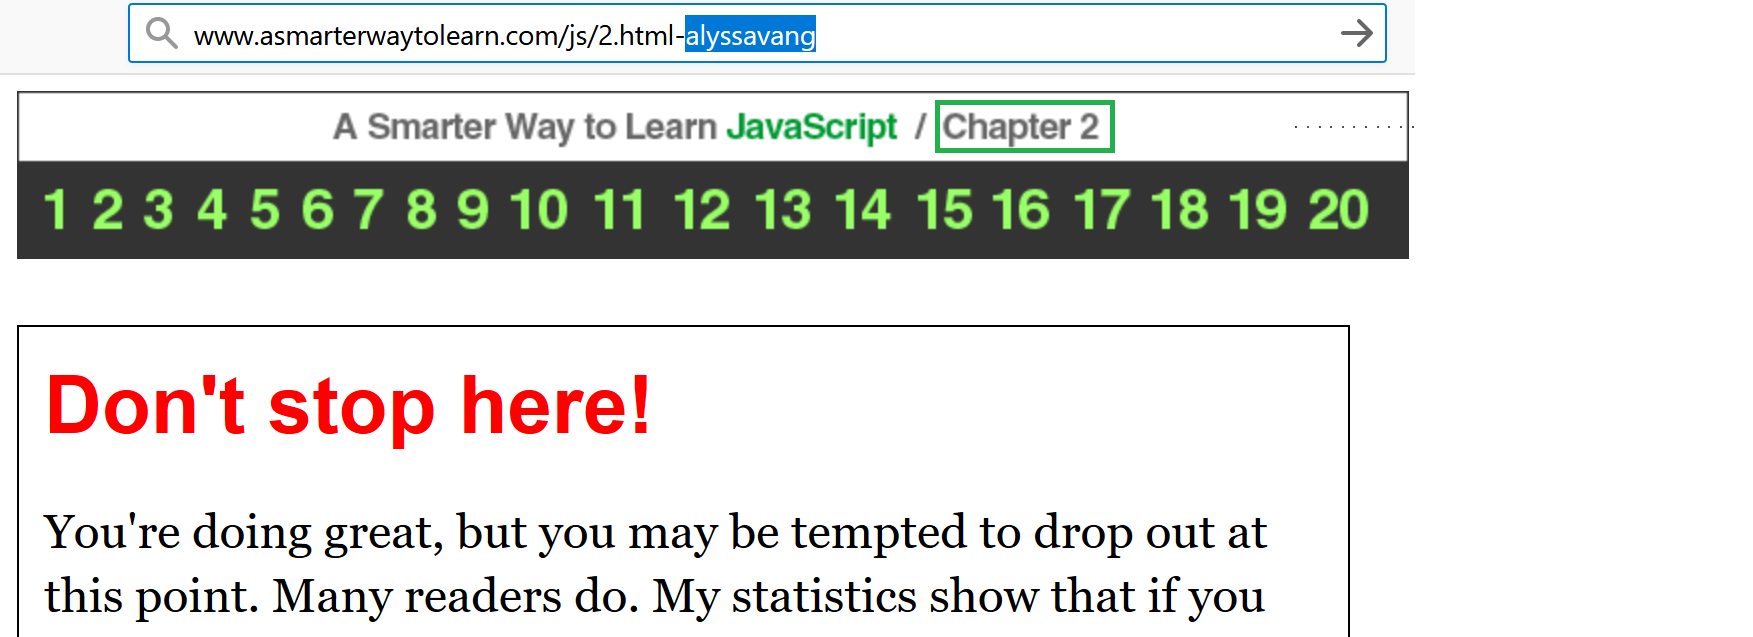 www.asmarterwaytolearn.com/js/2.html-alyssavang
A Smarter Way to Learn JavaScript / Chapter 2
1 2 3 4 5 6 7 8 9 10 11 12 13 14 15 16 17 18 19 20
Don't stop here!
You're doing great, but you may be tempted to drop out at
this point. Many readers do. My statistics show that if you